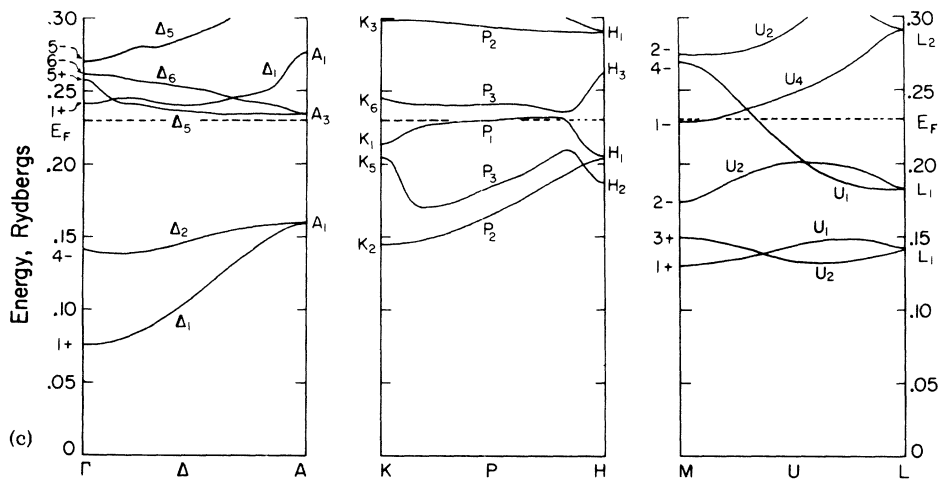 .30
.25
.20
.15
.10
.05
0
Energy, Rydbergs
(c)
5-
6-
5+
1+
E_F
4-
1+
Δ5
Δ6
Δ1
Δ5
Δ2
Δ1
A1
A3
A1
Γ Δ A
K3
K6
K1
K5
K2
P2
P3
P1
P3
P2
H1
H3
H1
H2
K P H
2-
4-
1-
2-
3+
1+
U2
U4
U2
U1
U1
U2
L2
E_F
L1
L1
M U L
.30
.25
.20
.15
.10
.05
0